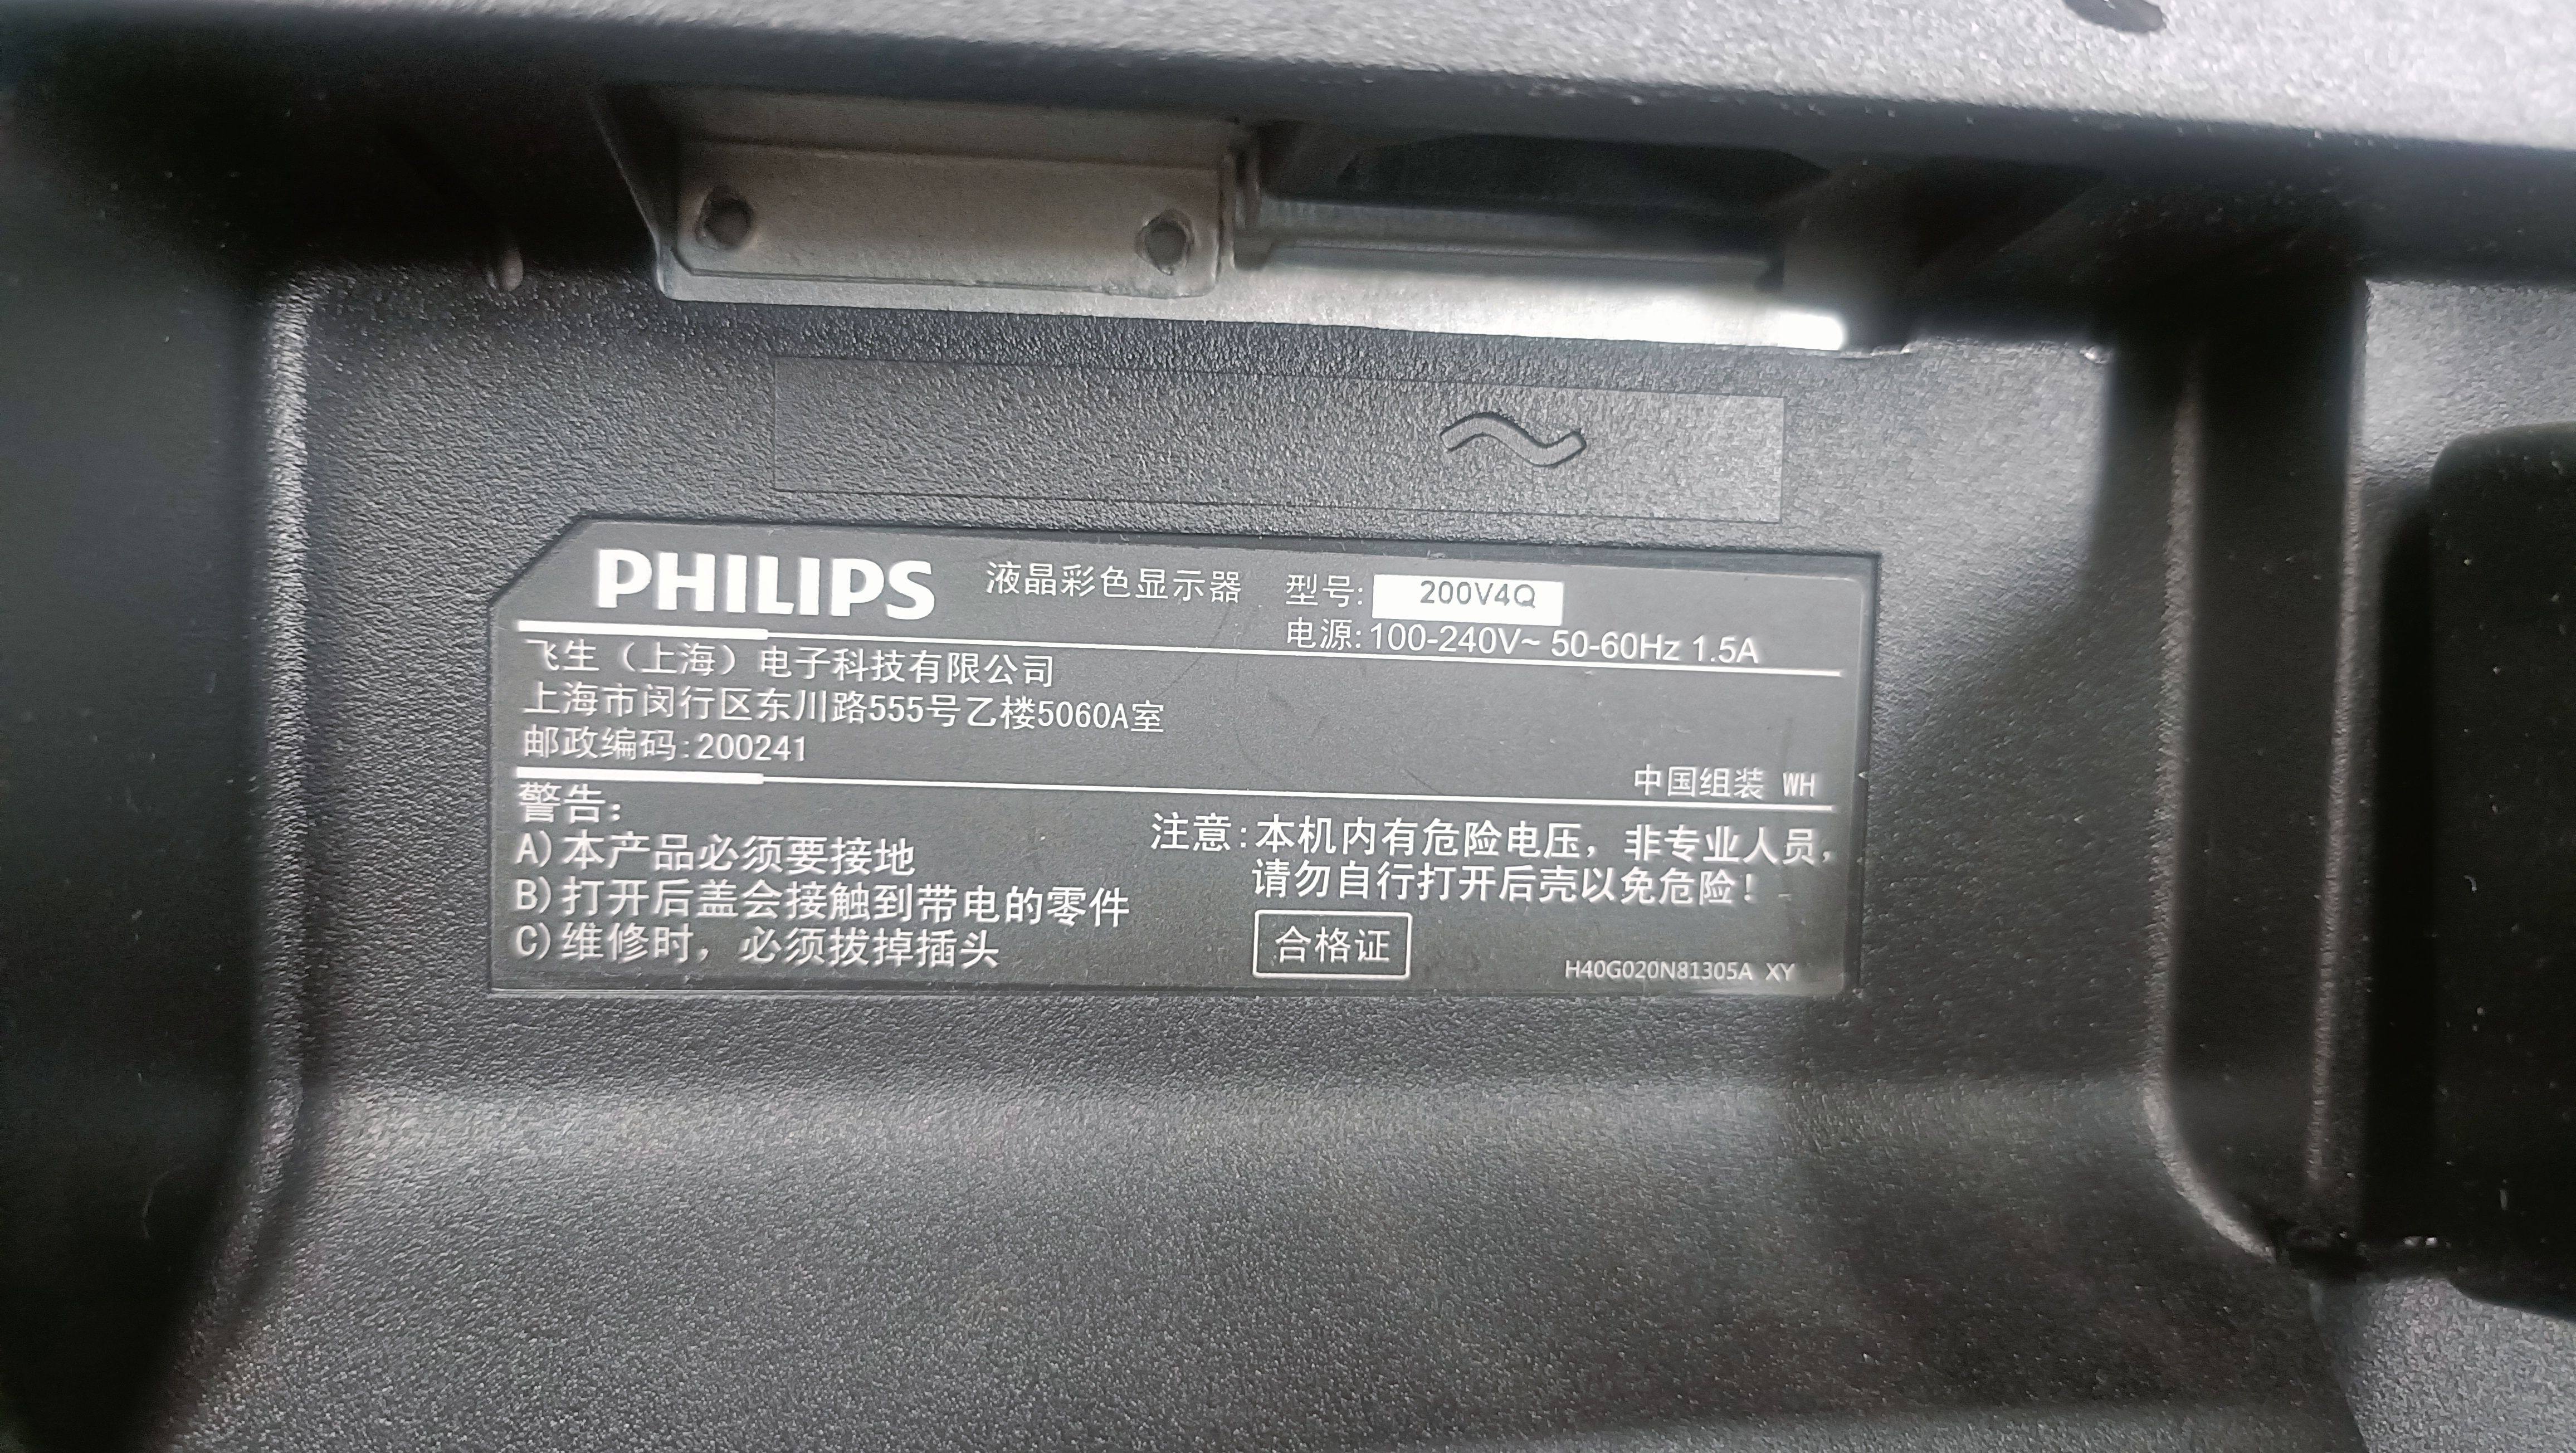 PHILIPS 液晶彩色显示器 型号: 200V4Q
电源:100-240V~ 50-60Hz 1.5A
飞生（上海）电子科技有限公司
上海市闵行区东川路555号乙楼5060A室
邮政编码:200241
中国组装 WH
警告:
A)本产品必须要接地
B)打开后盖会接触到带电的零件
C)维修时，必须拔掉插头
注意:本机内有危险电压，非专业人员，
请勿自行打开后壳以免危险！
合格证
H40G020N81305A XY